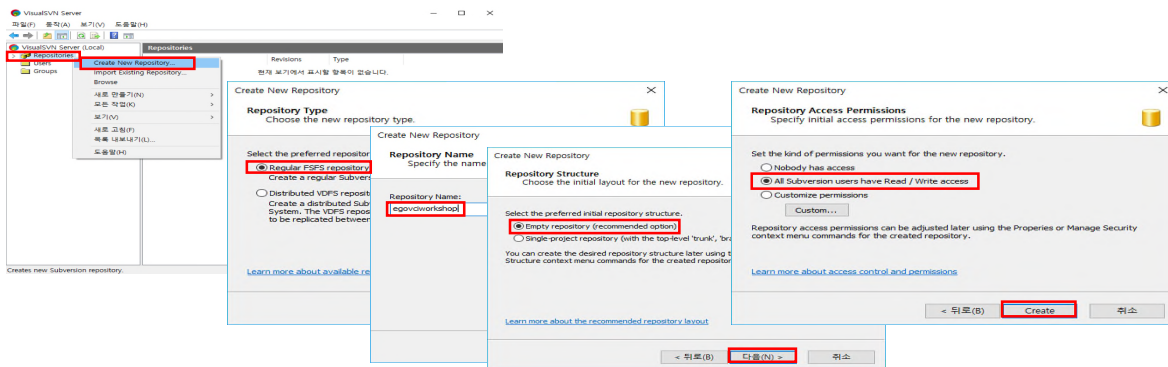 VisualSVN Server
파일(F) 동작(A) 보기(V) 도움말(H)
VisualSVN Server (Local)
Repositories
Users
Groups
Repositories
Revisions Type
현재 보기에서 표시할 항목이 없습니다.
Create New Repository...
Import Existing Repository...
Browse
새로 만들기(N) >
모든 작업(K) >
보기(V) >
새로 고침(F)
목록 내보내기(L)...
도움말(H)
Creates new Subversion repository.
Create New Repository
Repository Type
Choose the new repository type.
Select the preferred repositor
Regular FSFS repository
Create a regular Subvers
Distributed VDFS reposit
Create a distributed Sub
System. The VDFS repos
to be replicated between
Learn more about available re
Create New Repository
Repository Name
Specify the name
Repository Name:
egovciworkshop
Create New Repository
Repository Structure
Choose the initial layout for the new repository.
Select the preferred initial repository structure.
Empty repository (recommended option)
Single-project repository (with the top-level 'trunk', 'bra
You can create the desired repository structure later using t
Structure context menu commands for the created repositor
Learn more about the recommended repository layout
< 뒤로(B) 다음(N) > 취소
Create New Repository
Repository Access Permissions
Specify initial access permissions for the new repository.
Set the kind of permissions you want for the new repository.
Nobody has access
All Subversion users have Read / Write access
Customize permissions
Custom...
Repository access permissions can be adjusted later using the Properies or Manage Security
context menu commands for the created repository.
Learn more about access control and permissions
< 뒤로(B) Create 취소